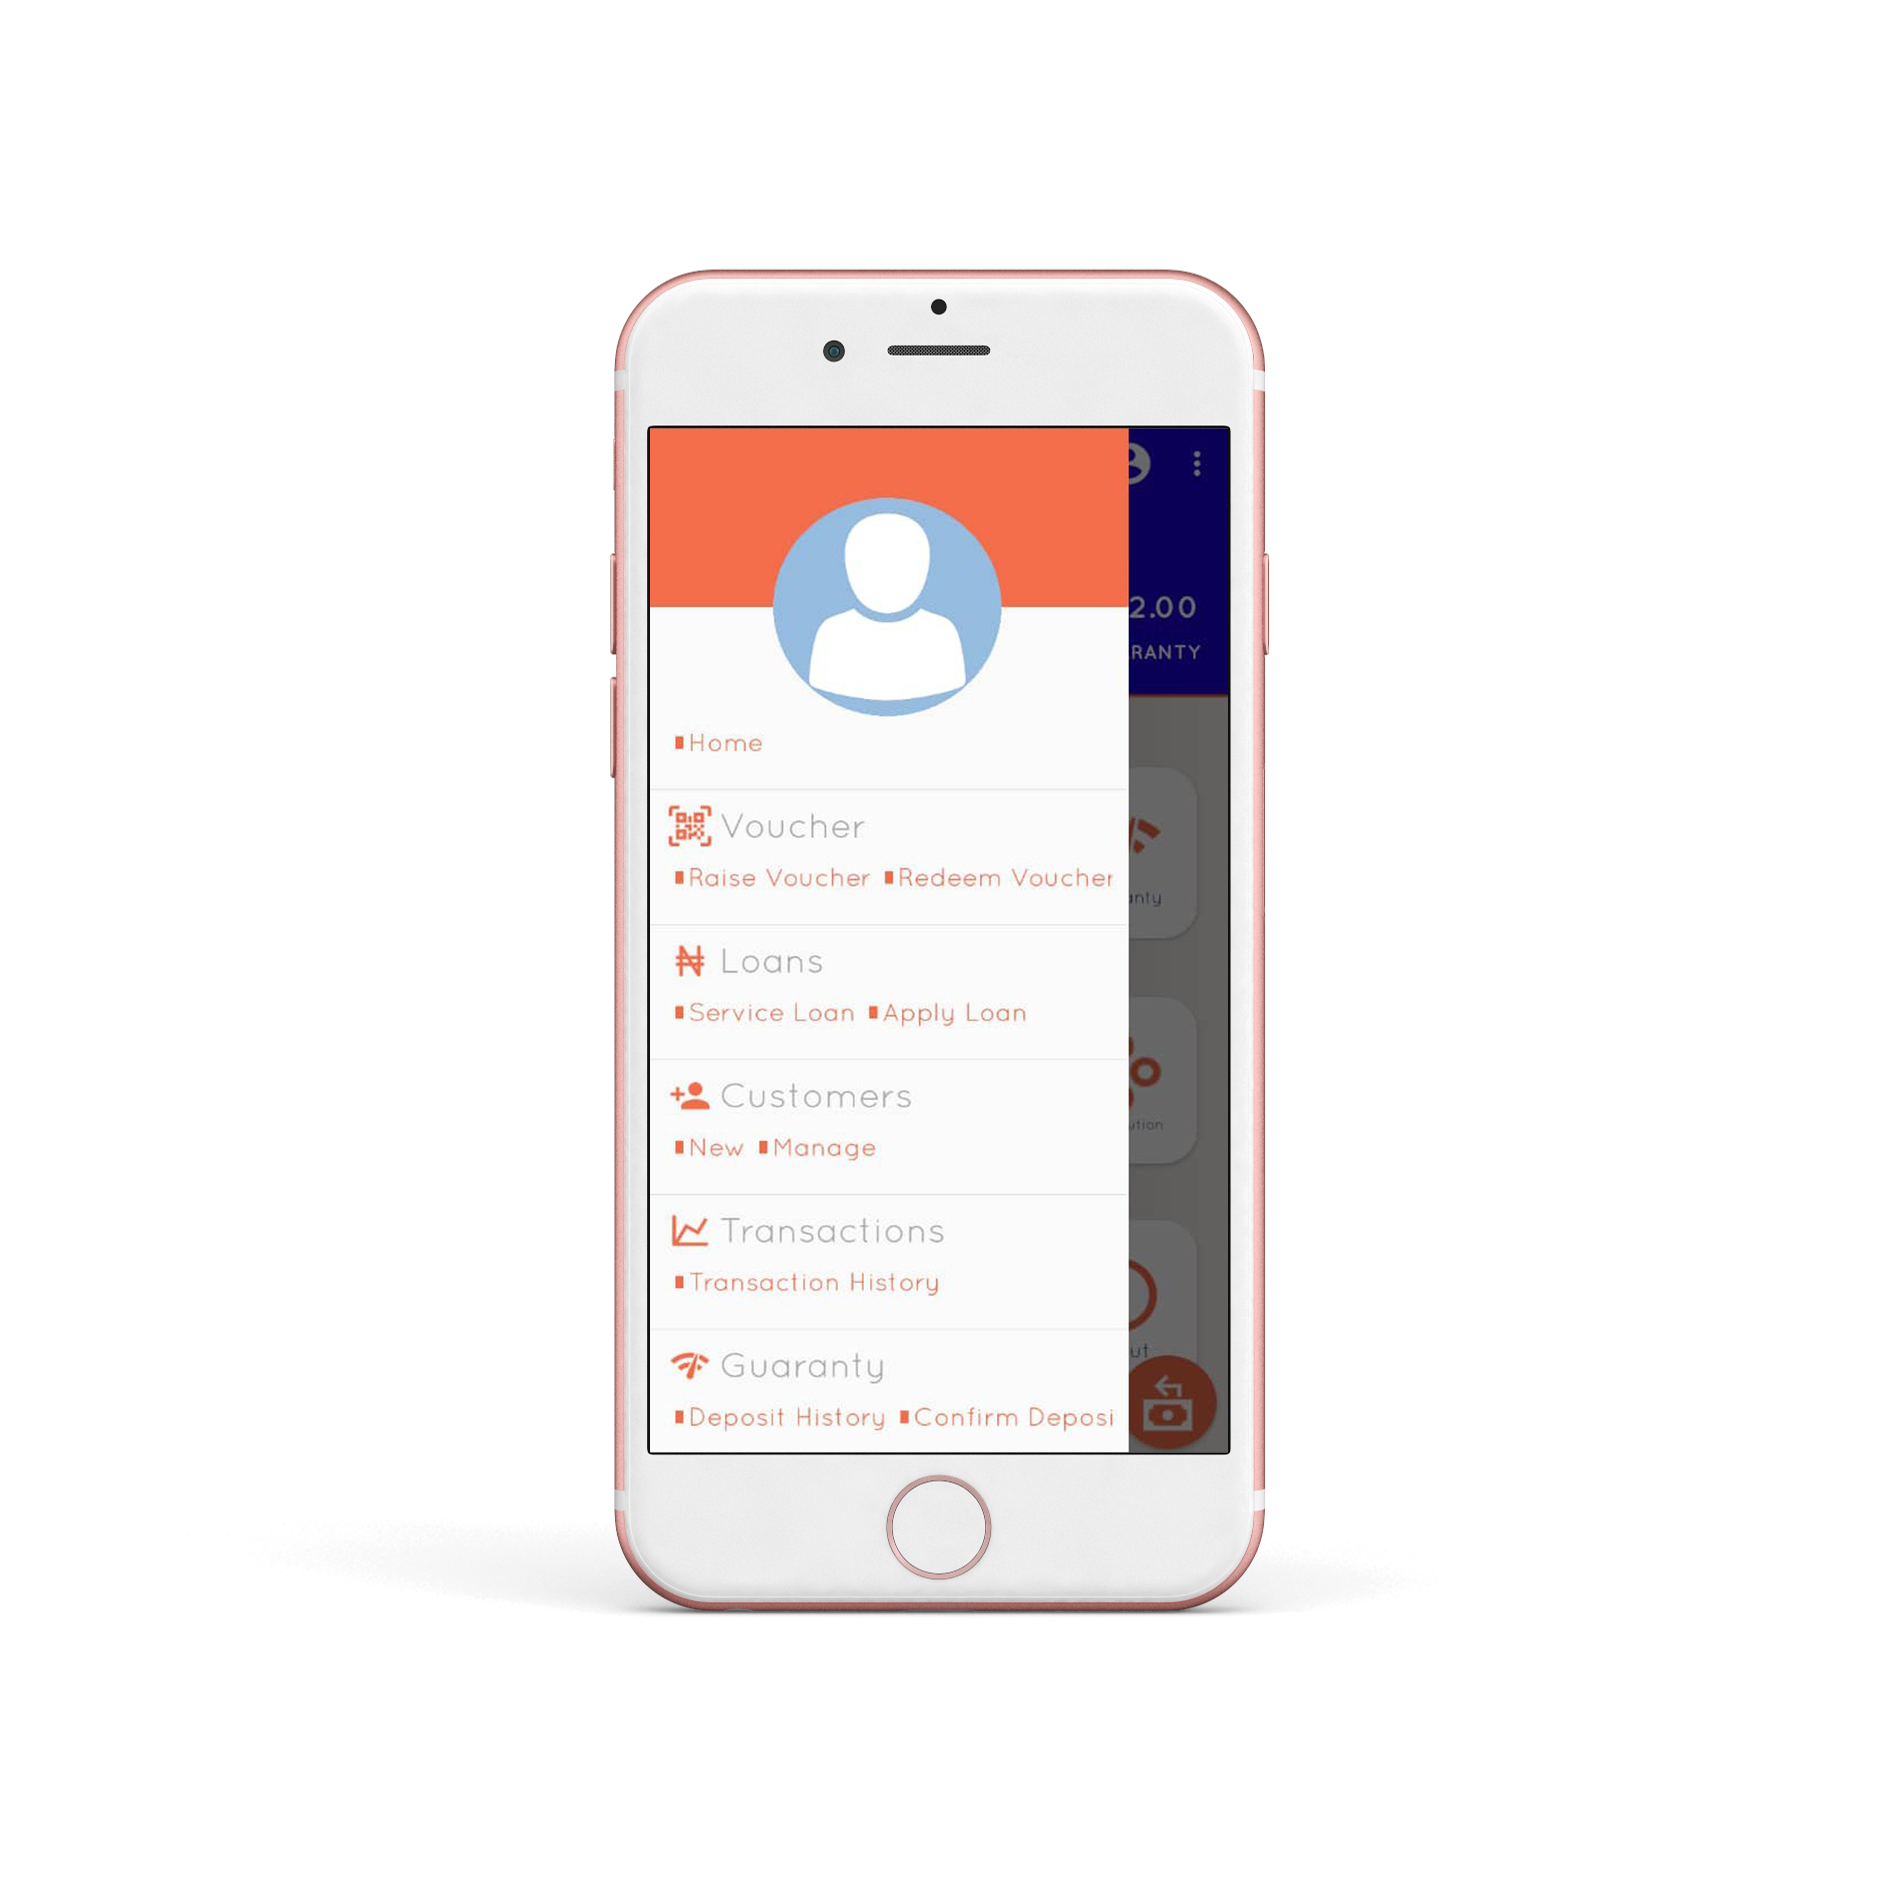 2.00
RANTY
Home
Voucher
Raise Voucher Redeem Voucher
anty
Loans
Service Loan Apply Loan
Customers
ution
New Manage
Transactions
Transaction History
ut
Guaranty
Deposit History Confirm Deposi